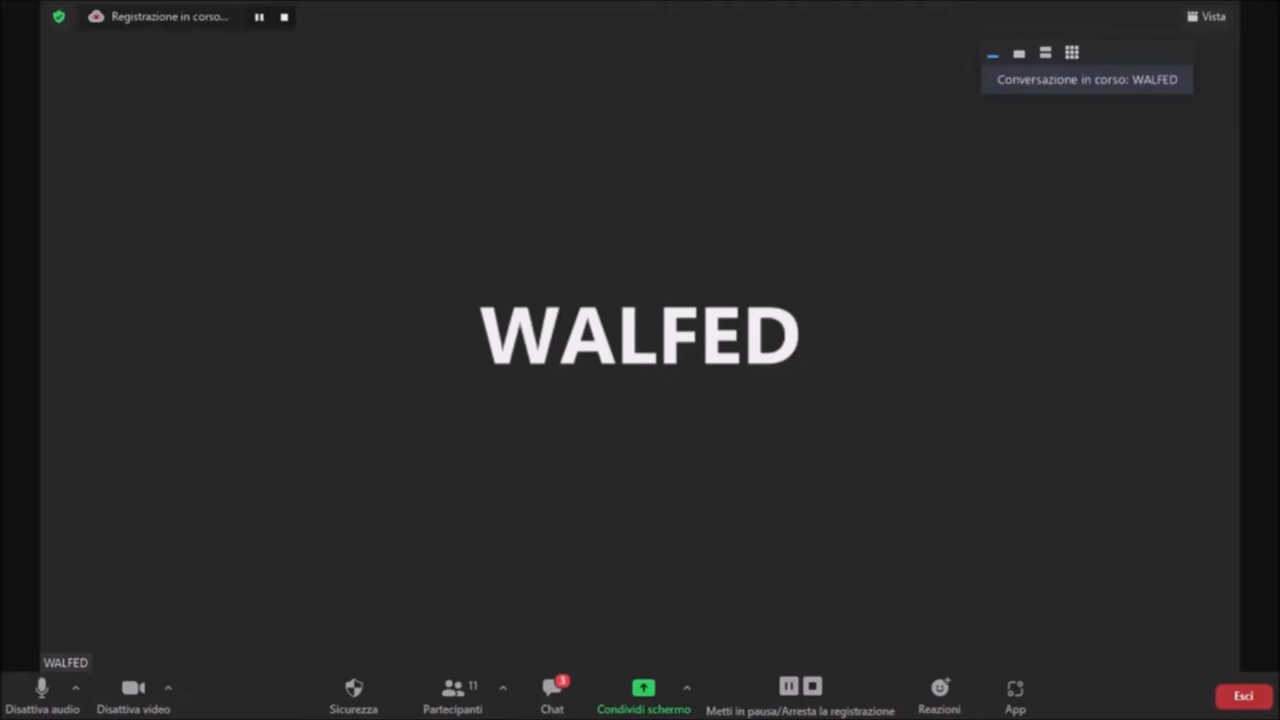 Registrazione in corso...
Vista
Conversazione in corso: WALFED
WALFED
WALFED
11
3
Disattiva audio
Disattiva video
Sicurezza
Partecipanti
Chat
Condividi schermo
Metti in pausa/Arresta la registrazione
Reazioni
App
Esci